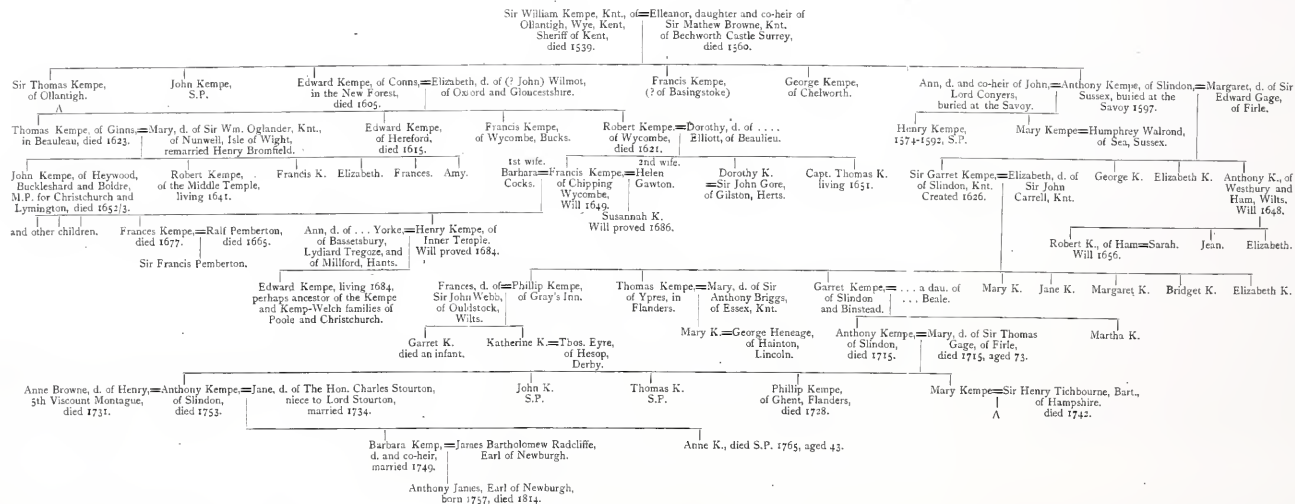 Sir William Kempe, Knt., of=Elleanor, daughter and co-heir of
Ollantigh, Wye, Kent, Sir Mathew Browne, Knt.
Sheriff of Kent, of Bechworth Castle Surrey,
died 1539. died 1560.
Sir Thomas Kempe,
of Ollantigh.
John Kempe,
S.P.
Edward Kempe, of Conns,=Elizabeth, d. of (? John) Wilmot,
in the New Forest, of Oxord and Gloucestshire.
died 1605.
Francis Kempe,
(? of Basingstoke)
George Kempe,
of Chelworth.
Ann, d. and co-heir of John,=Anthony Kempe, of Slindon,=Margaret, d. of Sir
Lord Conyers, Sussex, buried at the Edward Gage,
buried at the Savoy. Savoy 1597. of Firle.
Thomas Kempe, of Ginns,=Mary, d. of Sir Wm. Oglander, Knt.,
in Beauleau, died 1623. of Nunwell, Isle of Wight,
remarried Henry Bromfield.
Edward Kempe,
of Hereford,
died 1615.
Francis Kempe,
of Wycombe, Bucks.
Robert Kempe,=Dorothy, d. of ....
of Wycombe, Elliott, of Beaulieu.
died 1621.
Henry Kempe,
1574-1592, S.P.
Mary Kempe=Humphrey Walrond,
of Sea, Sussex.
John Kempe, of Heywood,
Buckleshard and Boldre,
M.P. for Christchurch and
Lymington, died 1652/3.
Robert Kempe,
of the Middle Temple,
living 1641.
Francis K.
Elizabeth.
Frances.
Amy.
1st wife. 2nd wife.
Barbara=Francis Kempe,=Helen
Cocks. of Chipping Gawton.
Wycombe,
Will 1649.
Susannah K.
Will proved 1686.
Dorothy K.
=Sir John Gore,
of Gilston, Herts.
Capt. Thomas K.
living 1651.
Sir Garret Kempe,=Elizabeth, d. of
of Slindon, Knt. Sir John
Created 1626. Carrell, Knt.
George K.
Elizabeth K.
Anthony K., of
Westbury and
Ham, Wilts,
Will 1648.
and other children.
Frances Kempe,=Ralf Pemberton,
died 1677. died 1665.
Sir Francis Pemberton.
Ann, d. of ... Yorke,=Henry Kempe, of
of Bassetsbury, Inner Temple.
Lydiard Tregoze, and Will proved 1684.
of Millford, Hants.
Robert K., of Ham=Sarah.
Will 1656.
Jean.
Elizabeth.
Edward Kempe, living 1684,
perhaps ancestor of the Kempe
and Kemp-Welch families of
Poole and Christchurch.
Frances, d. of=Phillip Kempe,
Sir John Webb, of Gray's Inn.
of Ouldstock,
Wilts.
Thomas Kempe,=Mary, d. of Sir
of Ypres, in Anthony Briggs,
Flanders. of Essex, Knt.
Garret Kempe,=... a dau. of
of Slindon ... Beale.
and Binstead.
Mary K.
Jane K.
Margaret K.
Bridget K.
Elizabeth K.
Garret K.
died an infant.
Katherine K.=Thos. Eyre,
of Hesop,
Derby.
Mary K.=George Heneage,
of Hainton,
Lincoln.
Anthony Kempe,=Mary, d. of Sir Thomas
of Slindon, Gage, of Firle,
died 1715. died 1715, aged 73.
Martha K.
Anne Browne, d. of Henry,=Anthony Kempe,=Jane, d. of The Hon. Charles Stourton,
5th Viscount Montague, of Slindon, niece to Lord Stourton,
died 1731. died 1753. married 1734.
John K.
S.P.
Thomas K.
S.P.
Phillip Kempe,
of Ghent, Flanders,
died 1728.
Mary Kempe=Sir Henry Tichbourne, Bart.,
of Hampshire.
died 1742.
Barbara Kemp,=James Bartholomew Radcliffe,
d. and co-heir, Earl of Newburgh.
married 1749.
Anne K., died S.P. 1765, aged 43.
Anthony James, Earl of Newburgh,
born 1757, died 1814.